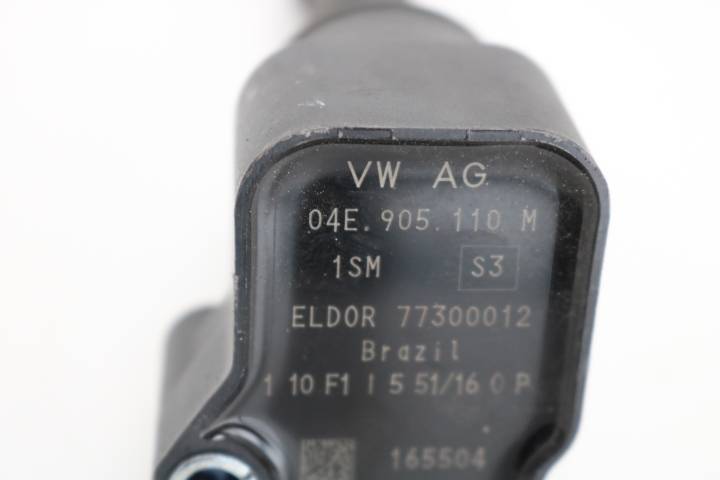 VW AG
04E.905.110 M
1SM S3
ELDOR 77300012
Brazil
1 10 F1 I 5 51/16 0 P
165504